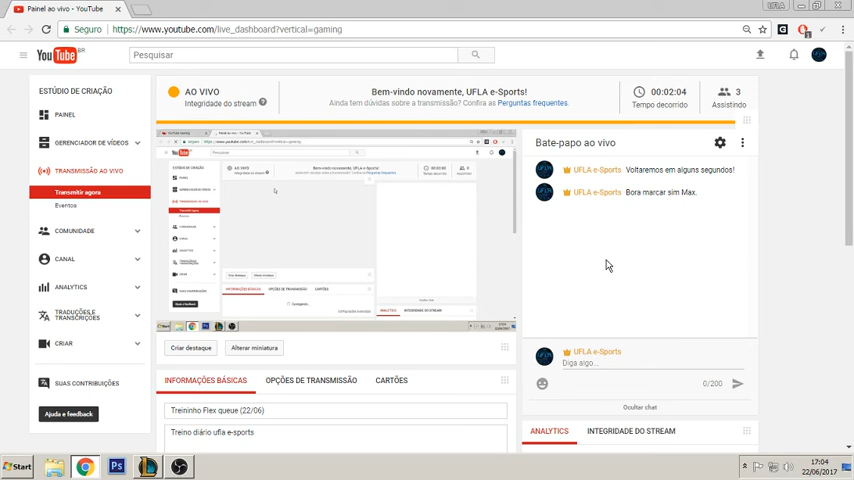 Painel ao vivo - YouTube
UFLA
Seguro
https://www.youtube.com/live_dashboard?vertical=gaming
YouTube BR
Pesquisar
ESTÚDIO DE CRIAÇÃO
PAINEL
GERENCIADOR DE VÍDEOS
TRANSMISSÃO AO VIVO
Transmitir agora
Eventos
COMUNIDADE
CANAL
ANALYTICS
TRADUÇÕES E
TRANSCRIÇÕES
CRIAR
SUAS CONTRIBUIÇÕES
Ajuda e feedback
AO VIVO
Integridade do stream
Bem-vindo novamente, UFLA e-Sports!
Ainda tem dúvidas sobre a transmissão? Confira as Perguntas frequentes.
00:02:04
Tempo decorrido
3
Assistindo
Criar destaque
Alterar miniatura
INFORMAÇÕES BÁSICAS
OPÇÕES DE TRANSMISSÃO
CARTÕES
Treininho Flex queue (22/06)
Treino diário ufla e-sports
Bate-papo ao vivo
UFLA e-Sports Voltaremos em alguns segundos!
UFLA e-Sports Bora marcar sim Max.
UFLA e-Sports
Diga algo...
0/200
Ocultar chat
ANALYTICS
INTEGRIDADE DO STREAM
Start
17:04
22/06/2017